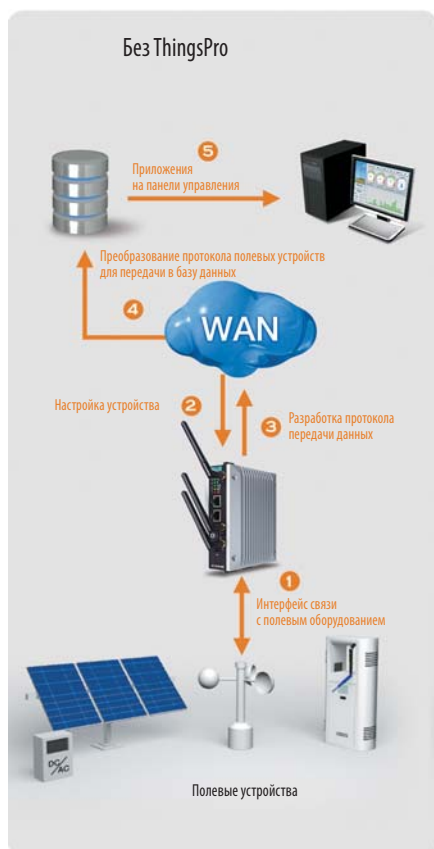 Без ThingsPro
5
Приложения
на панели управления
Преобразование протокола полевых устройств
для передачи в базу данных
4
WAN
Настройка устройства
2
3
Разработка протокола
передачи данных
1
Интерфейс связи
с полевым оборудованием
DC/
AC
Полевые устройства